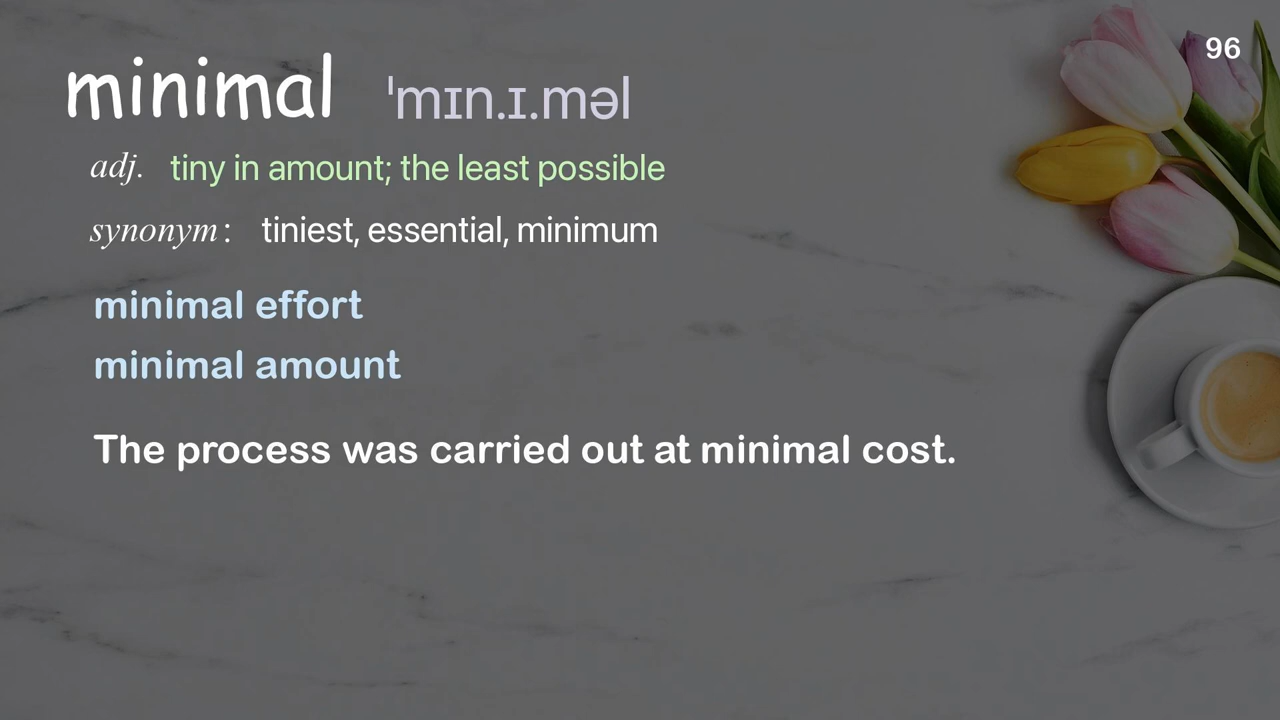 96
minimal ˈmɪn.ɪ.məl
adj. tiny in amount; the least possible
synonym: tiniest, essential, minimum
minimal effort
minimal amount
The process was carried out at minimal cost.